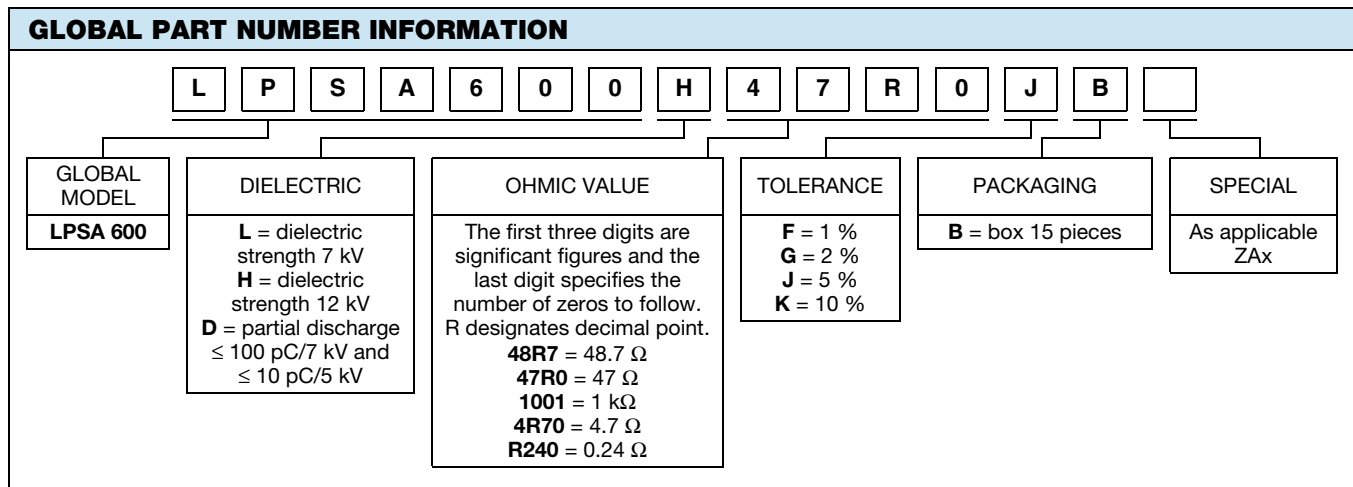 GLOBAL PART NUMBER INFORMATION
L P S A 6 0 0 H 4 7 R 0 J B
GLOBAL
MODEL
LPSA 600
DIELECTRIC
L = dielectric
strength 7 kV
H = dielectric
strength 12 kV
D = partial discharge
≤ 100 pC/7 kV and
≤ 10 pC/5 kV
OHMIC VALUE
The first three digits are
significant figures and the
last digit specifies the
number of zeros to follow.
R designates decimal point.
48R7 = 48.7 Ω
47R0 = 47 Ω
1001 = 1 kΩ
4R70 = 4.7 Ω
R240 = 0.24 Ω
TOLERANCE
F = 1 %
G = 2 %
J = 5 %
K = 10 %
PACKAGING
B = box 15 pieces
SPECIAL
As applicable
ZAx